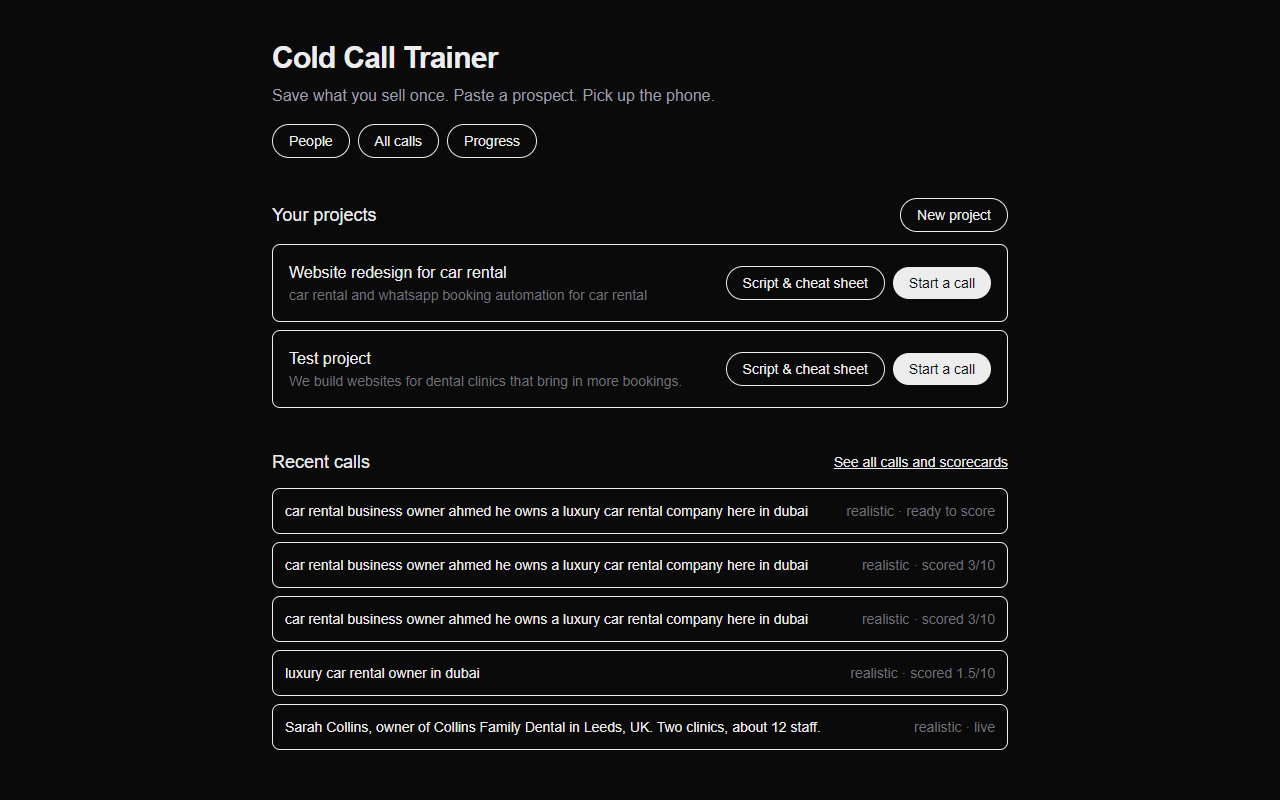 Cold Call Trainer
Save what you sell once. Paste a prospect. Pick up the phone.
People
All calls
Progress
Your projects
New project
Website redesign for car rental
car rental and whatsapp booking automation for car rental
Script & cheat sheet
Start a call
Test project
We build websites for dental clinics that bring in more bookings.
Script & cheat sheet
Start a call
Recent calls
See all calls and scorecards
car rental business owner ahmed he owns a luxury car rental company here in dubai
realistic · ready to score
car rental business owner ahmed he owns a luxury car rental company here in dubai
realistic · scored 3/10
car rental business owner ahmed he owns a luxury car rental company here in dubai
realistic · scored 3/10
luxury car rental owner in dubai
realistic · scored 1.5/10
Sarah Collins, owner of Collins Family Dental in Leeds, UK. Two clinics, about 12 staff.
realistic · live